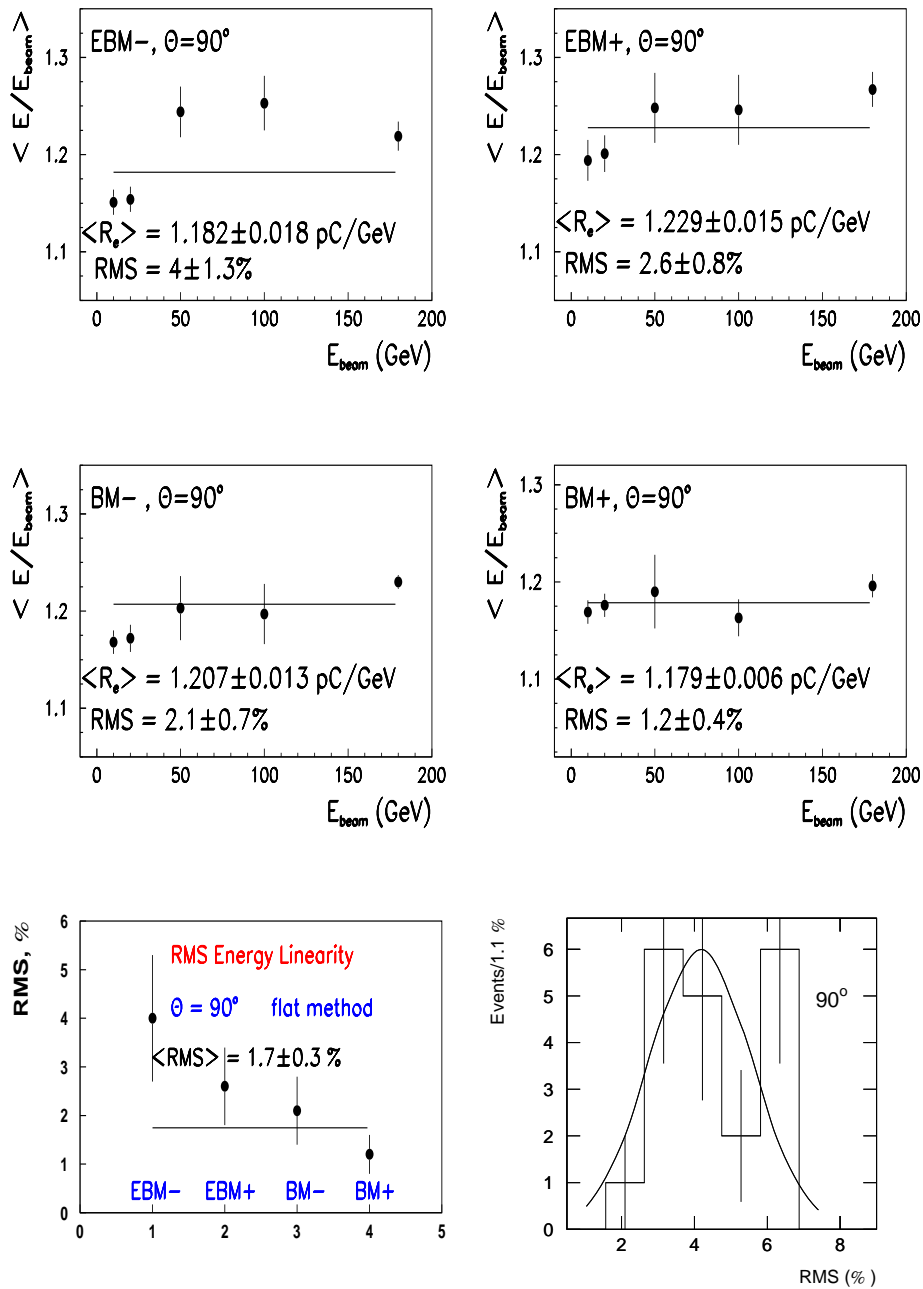 EBM-, Θ=90°
< E/E_beam >
1.3
1.2
1.1
<R_e> = 1.182±0.018 pC/GeV
RMS = 4±1.3%
0 50 100 150 200
E_beam (GeV)
EBM+, Θ=90°
< E/E_beam >
1.3
1.2
1.1
<R_e> = 1.229±0.015 pC/GeV
RMS = 2.6±0.8%
0 50 100 150 200
E_beam (GeV)
BM- , Θ=90°
< E/E_beam >
1.3
1.2
1.1
<R_e> = 1.207±0.013 pC/GeV
RMS = 2.1±0.7%
0 50 100 150 200
E_beam (GeV)
BM+, Θ=90°
< E/E_beam >
1.3
1.2
1.1
<R_e> = 1.179±0.006 pC/GeV
RMS = 1.2±0.4%
0 50 100 150 200
E_beam (GeV)
RMS, %
6
5
4
3
2
1
0
RMS Energy Linearity
Θ = 90° flat method
<RMS> = 1.7±0.3 %
EBM- EBM+ BM- BM+
0 1 2 3 4 5
Events/1.1 %
6
5
4
3
2
1
0
90°
2 4 6 8
RMS (%)